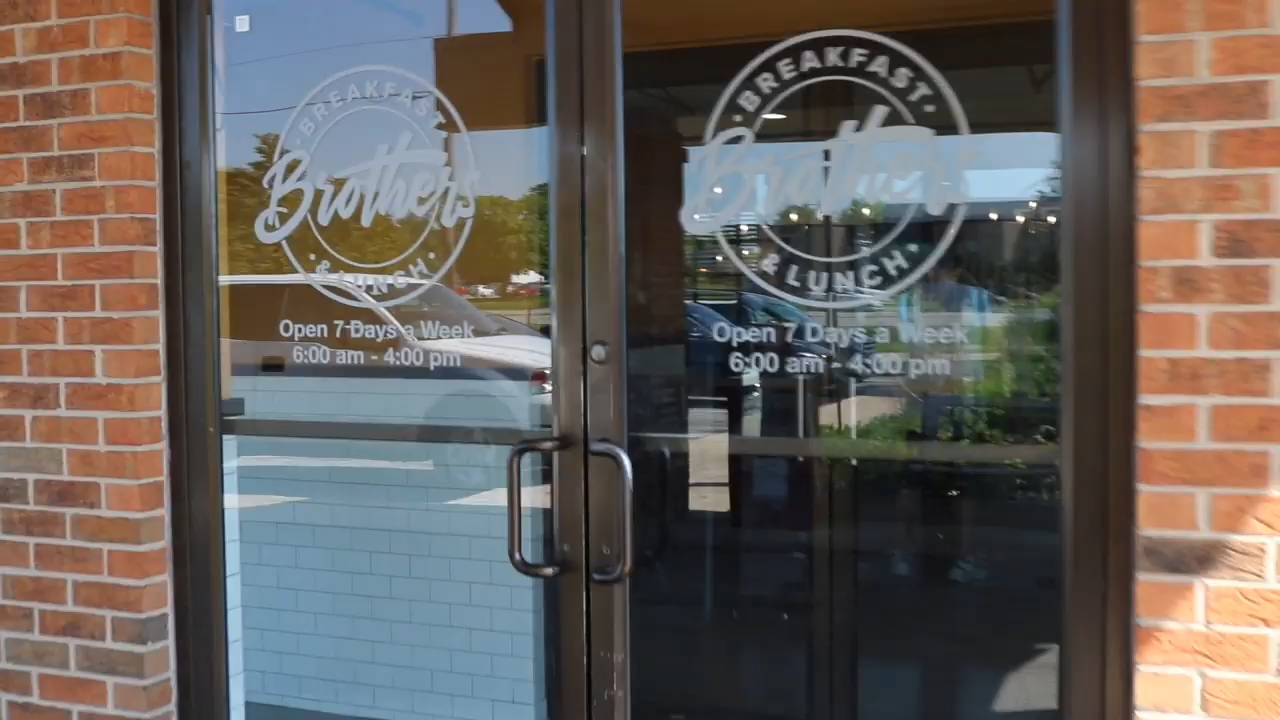 BREAKFAST
Brothers
& LUNCH
Open 7 Days a Week
6:00 am - 4:00 pm
BREAKFAST
Brothers
& LUNCH
Open 7 Days a Week
6:00 am - 4:00 pm